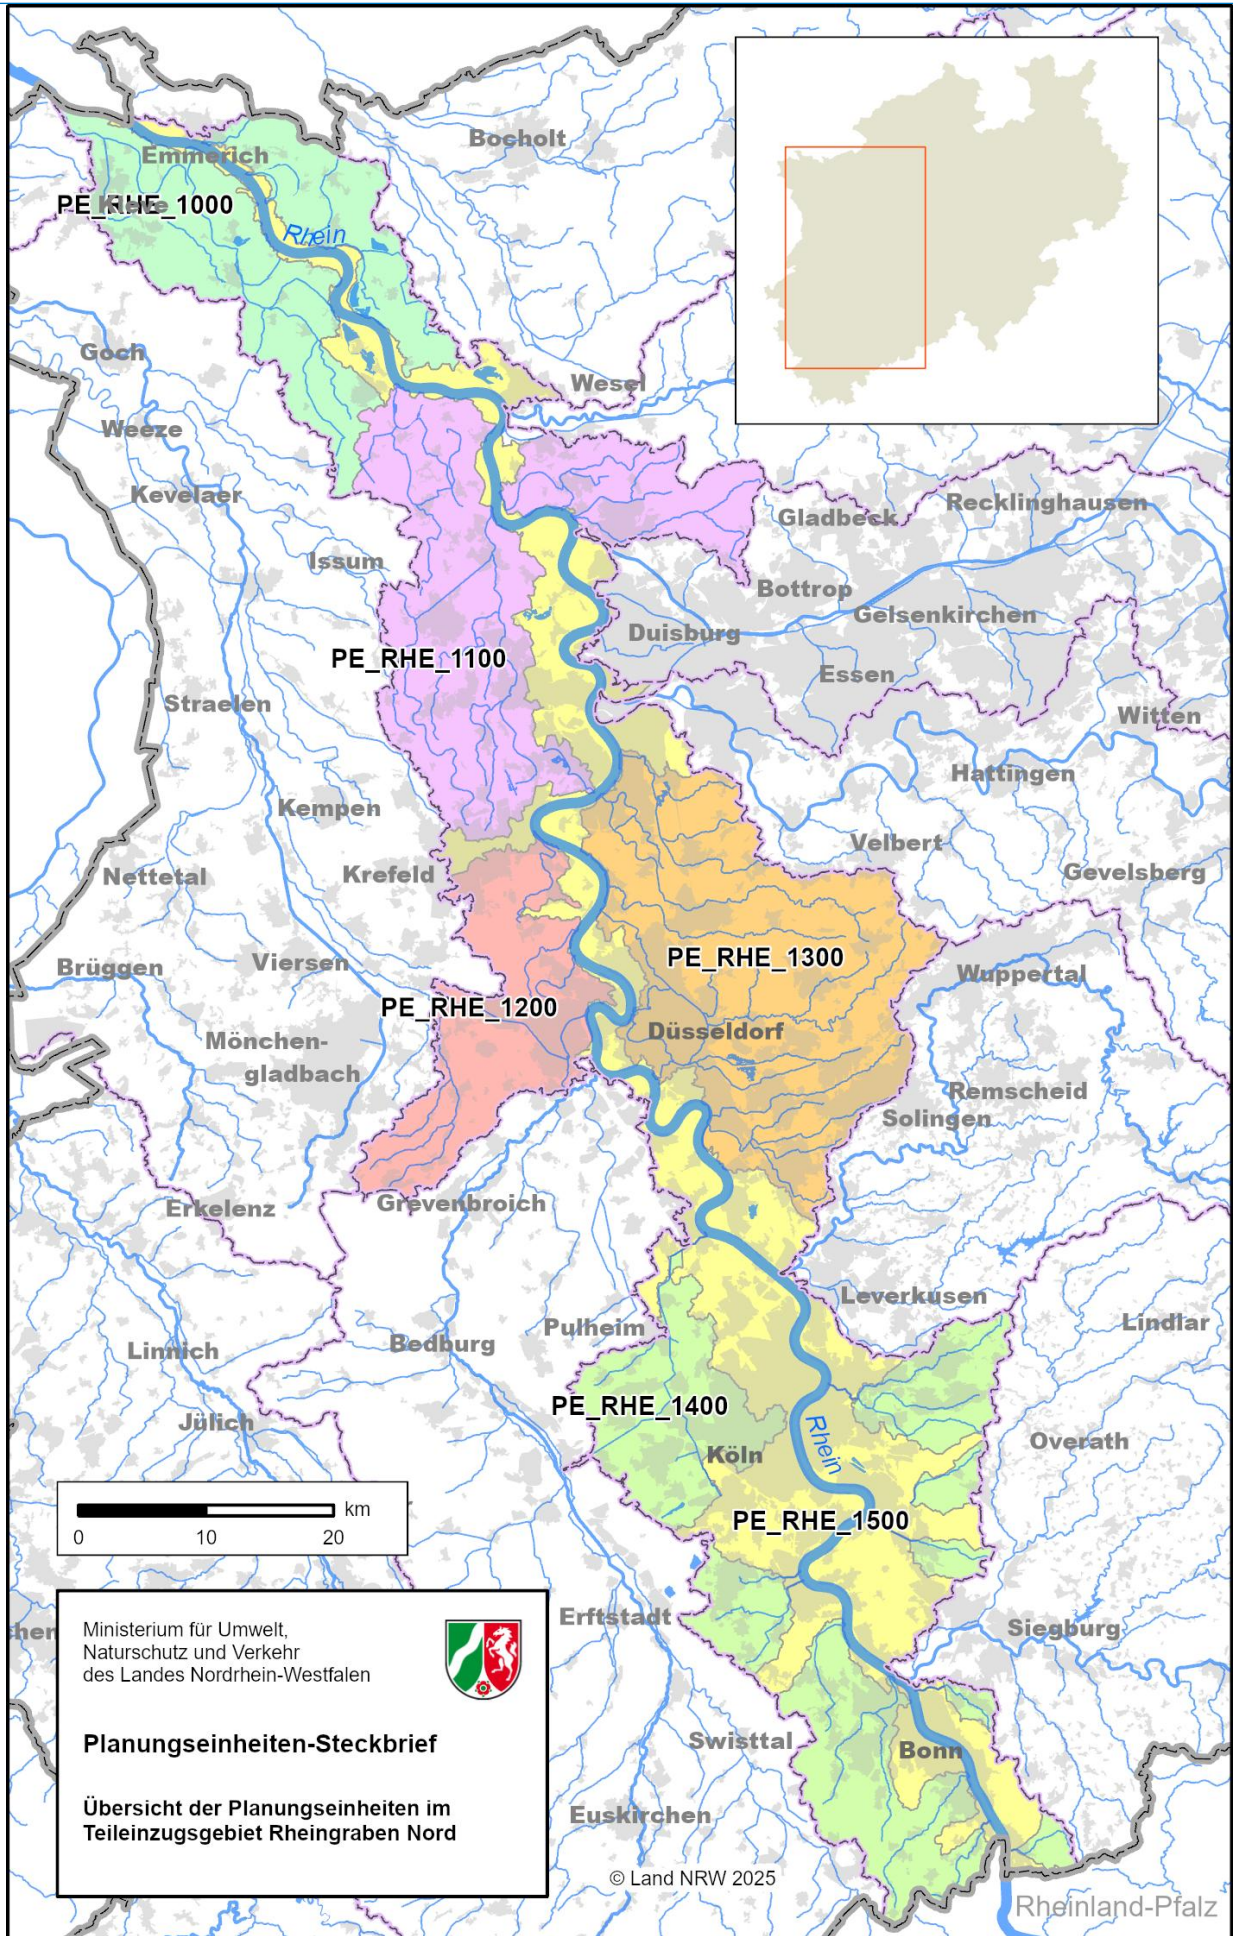 Bocholt
Emmerich
Kleve
PE_RHE_1000
Rhein
Goch
Wesel
Weeze
Kevelaer
Recklinghausen
Gladbeck
Issum
Bottrop
Gelsenkirchen
Duisburg
PE_RHE_1100
Essen
Straelen
Witten
Hattingen
Kempen
Velbert
Krefeld
Gevelsberg
Nettetal
PE_RHE_1300
Brüggen
Viersen
Wuppertal
PE_RHE_1200
Düsseldorf
Mönchen-
gladbach
Remscheid
Solingen
Grevenbroich
Erkelenz
Leverkusen
Pulheim
Lindlar
Bedburg
Linnich
PE_RHE_1400
Jülich
Rhein
Overath
Köln
km
0 10 20
PE_RHE_1500
Erftstadt
Siegburg
hen
Ministerium für Umwelt,
Naturschutz und Verkehr
des Landes Nordrhein-Westfalen
Planungseinheiten-Steckbrief
Übersicht der Planungseinheiten im
Teileinzugsgebiet Rheingraben Nord
Swisttal
Bonn
Euskirchen
© Land NRW 2025
Rheinland-Pfalz